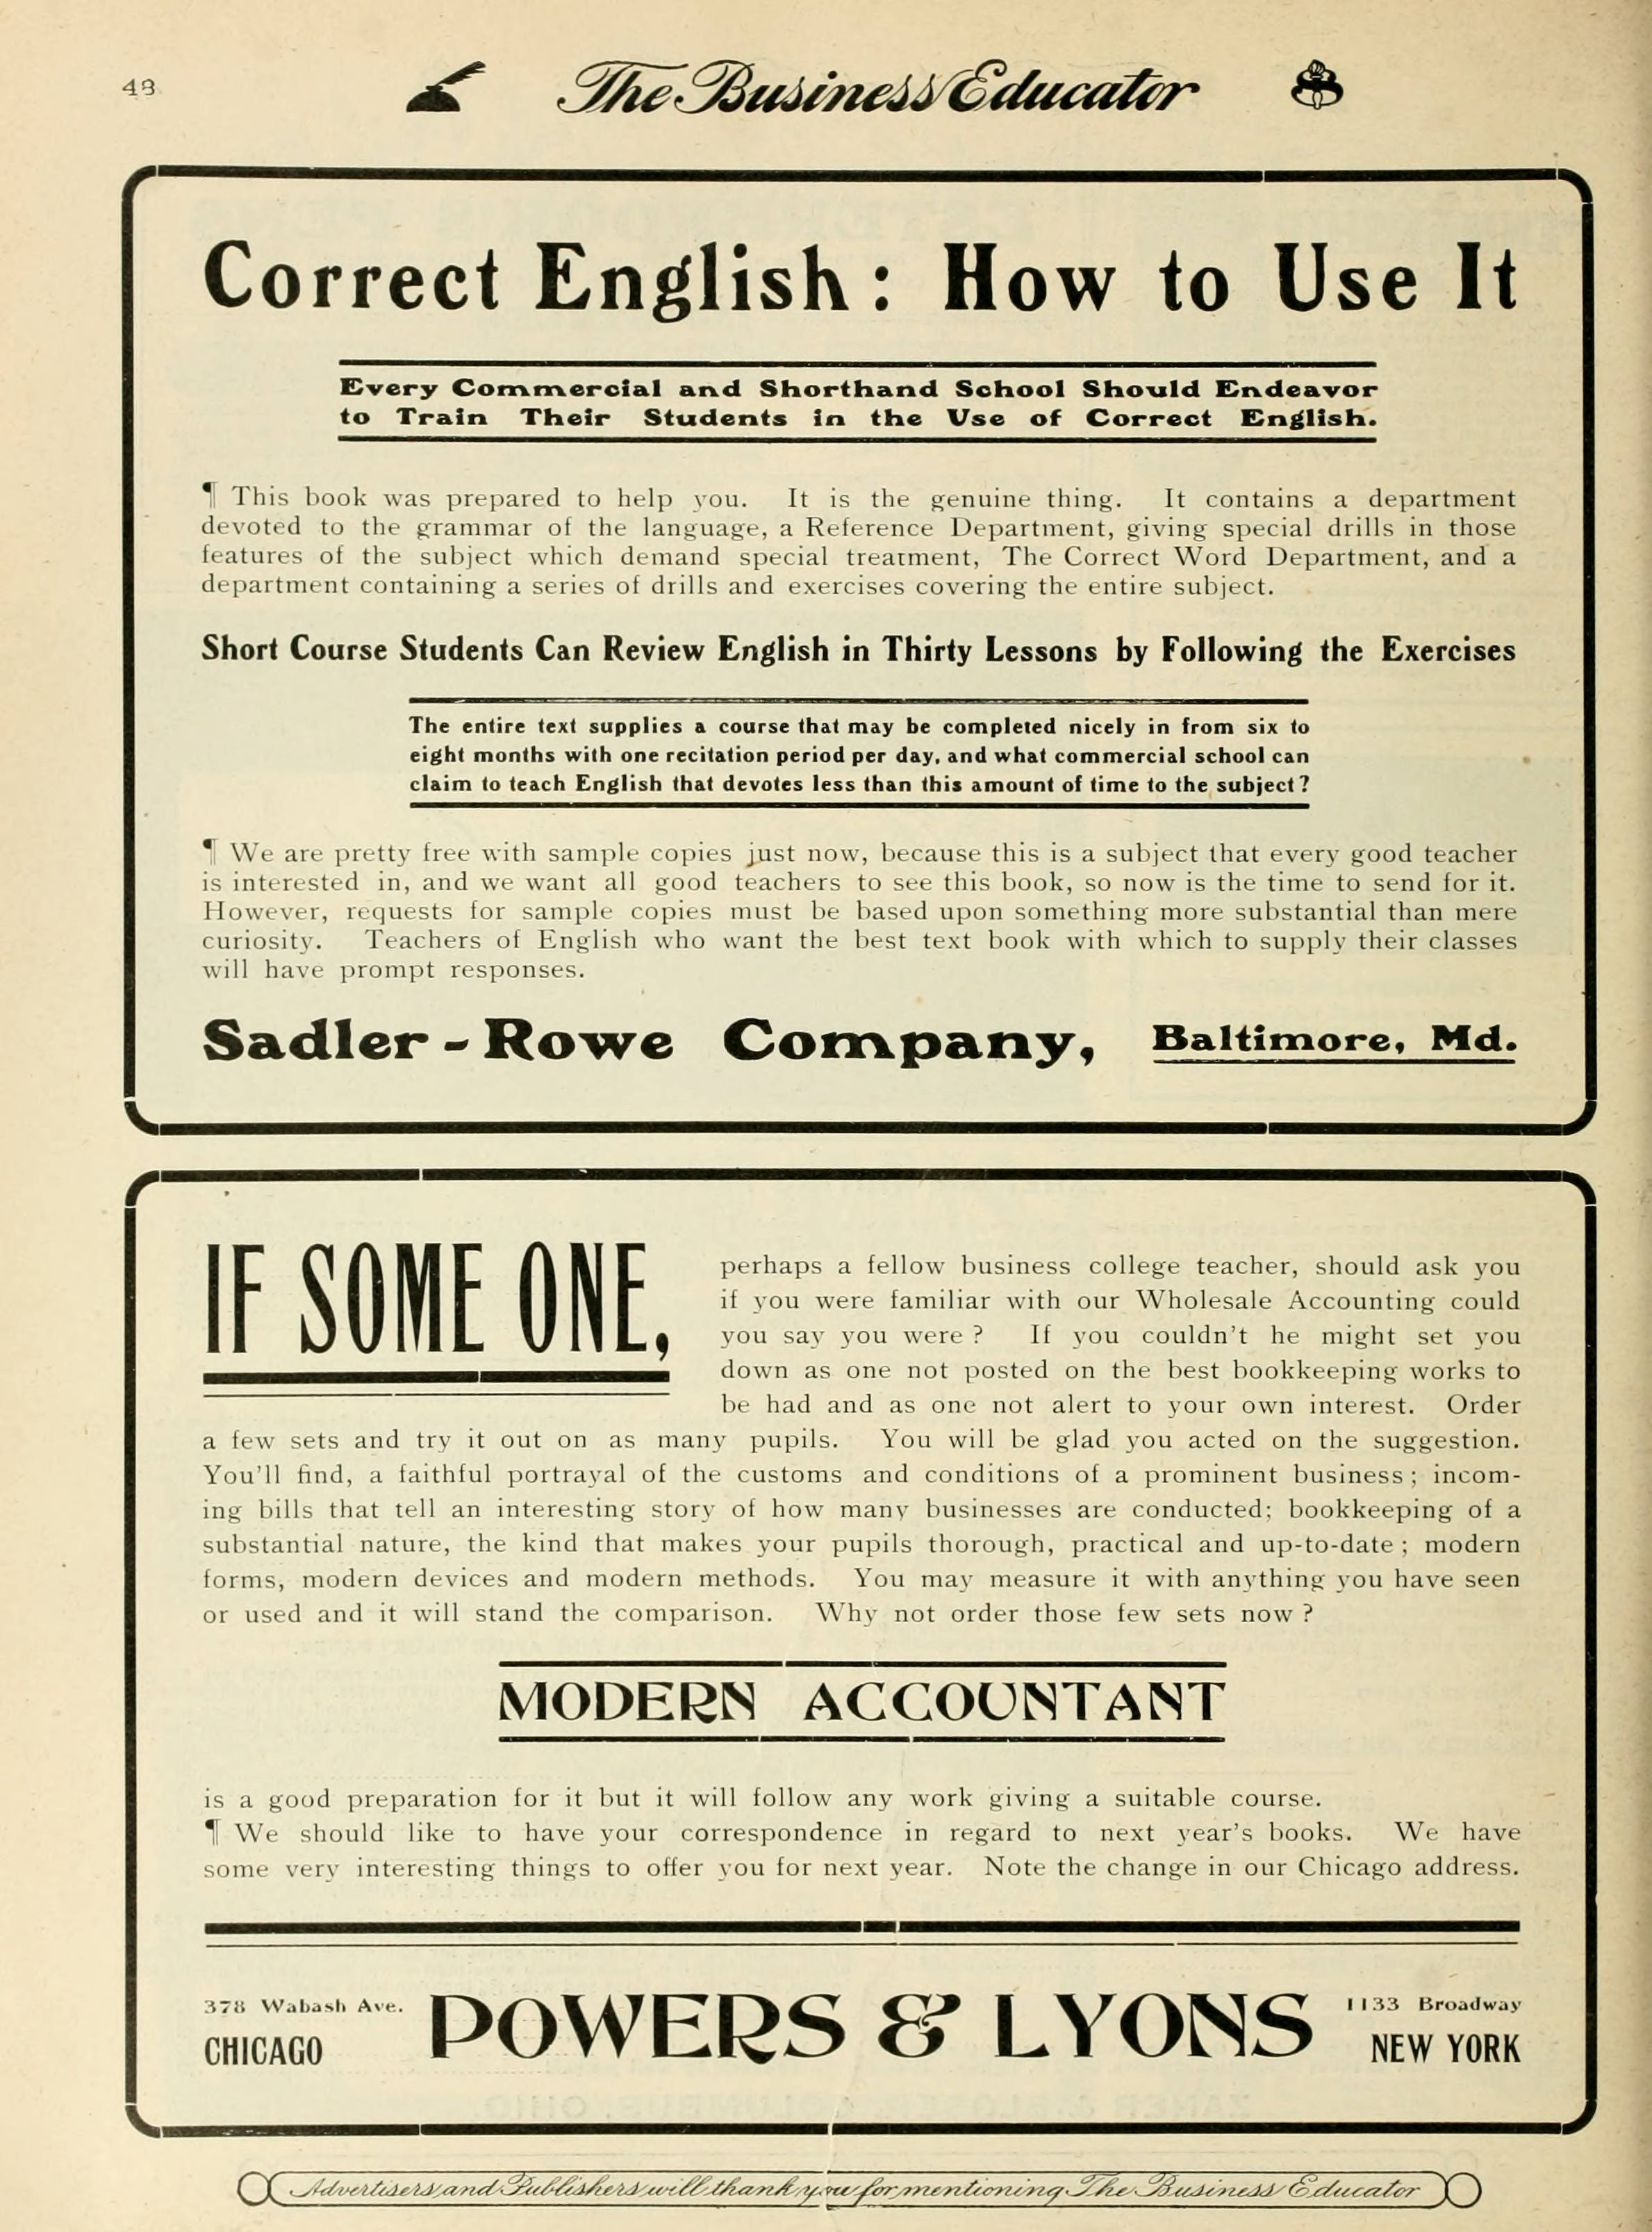 48
The Business Educator
Correct English: How to Use It
Every Commercial and Shorthand School Should Endeavor
to Train Their Students in the Use of Correct English.
¶ This book was prepared to help you. It is the genuine thing. It contains a department
devoted to the grammar of the language, a Reference Department, giving special drills in those
features of the subject which demand special treatment, The Correct Word Department, and a
department containing a series of drills and exercises covering the entire subject.
Short Course Students Can Review English in Thirty Lessons by Following the Exercises
The entire text supplies a course that may be completed nicely in from six to
eight months with one recitation period per day, and what commercial school can
claim to teach English that devotes less than this amount of time to the subject?
¶ We are pretty free with sample copies just now, because this is a subject that every good teacher
is interested in, and we want all good teachers to see this book, so now is the time to send for it.
However, requests for sample copies must be based upon something more substantial than mere
curiosity. Teachers of English who want the best text book with which to supply their classes
will have prompt responses.
Sadler-Rowe Company, Baltimore, Md.
IF SOME ONE,
perhaps a fellow business college teacher, should ask you
if you were familiar with our Wholesale Accounting could
you say you were? If you couldn't he might set you
down as one not posted on the best bookkeeping works to
be had and as one not alert to your own interest. Order
a few sets and try it out on as many pupils. You will be glad you acted on the suggestion.
You'll find, a faithful portrayal of the customs and conditions of a prominent business; incom-
ing bills that tell an interesting story of how many businesses are conducted; bookkeeping of a
substantial nature, the kind that makes your pupils thorough, practical and up-to-date; modern
forms, modern devices and modern methods. You may measure it with anything you have seen
or used and it will stand the comparison. Why not order those few sets now?
MODERN ACCOUNTANT
is a good preparation for it but it will follow any work giving a suitable course.
¶ We should like to have your correspondence in regard to next year's books. We have
some very interesting things to offer you for next year. Note the change in our Chicago address.
378 Wabash Ave.
CHICAGO
POWERS & LYONS
1133 Broadway
NEW YORK
Advertisers and Publishers will thank you for mentioning The Business Educator